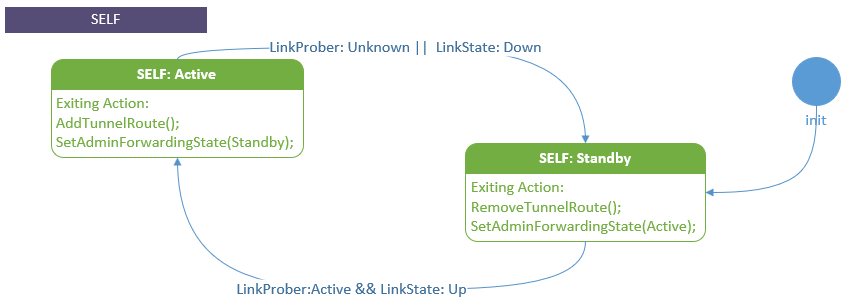 SELF
LinkProber: Unknown || LinkState: Down
SELF: Active
Exiting Action:
AddTunnelRoute();
SetAdminForwardingState(Standby);
init
SELF: Standby
Exiting Action:
RemoveTunnelRoute();
SetAdminForwardingState(Active);
LinkProber:Active && LinkState: Up